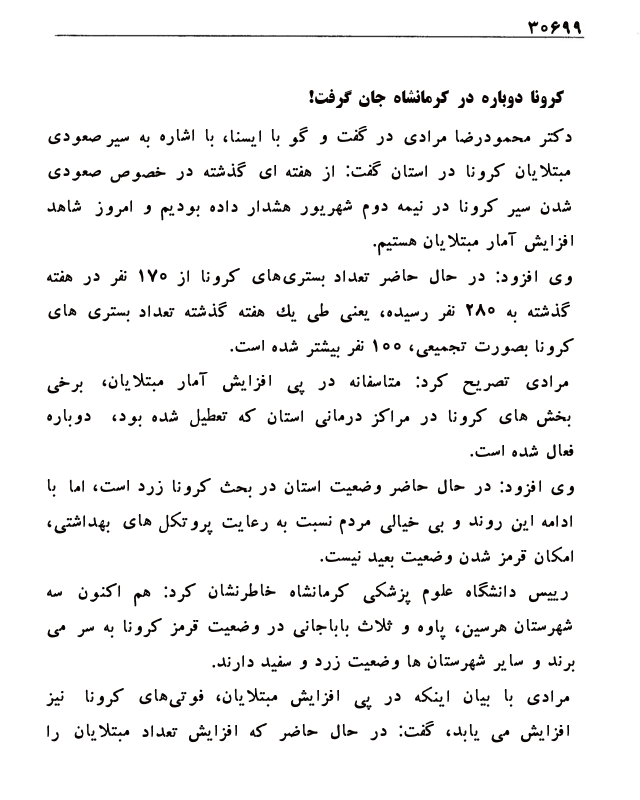 ۳۰۶۹۹
کرونا دوباره در کرمانشاه جان گرفت!
دکتر محمودرضا مرادی در گفت و گو با ایسنا، با اشاره به سیر صعودی
مبتلایان کرونا در استان گفت: از هفته ای گذشته در خصوص صعودی
شدن سیر کرونا در نیمه دوم شهریور هشدار داده بودیم و امروز شاهد
افزایش آمار مبتلایان هستیم.
وی افزود: در حال حاضر تعداد بستری‌های کرونا از ۱۷۰ نفر در هفته
گذشته به ۲۸۰ نفر رسیده، یعنی طی یك هفته گذشته تعداد بستری های
کرونا بصورت تجمیعی، ۱۰۰ نفر بیشتر شده است.
مرادی تصریح کرد: متاسفانه در پی افزایش آمار مبتلایان، برخی
بخش های کرونا در مراکز درمانی استان که تعطیل شده بود، دوباره
فعال شده است.
وی افزود: در حال حاضر وضعیت استان در بحث کرونا زرد است، اما با
ادامه این روند و بی خیالی مردم نسبت به رعایت پروتکل های بهداشتی،
امکان قرمز شدن وضعیت بعید نیست.
رییس دانشگاه علوم پزشکی کرمانشاه خاطرنشان کرد: هم اکنون سه
شهرستان هرسین، پاوه و ثلاث باباجانی در وضعیت قرمز کرونا به سر می
برند و سایر شهرستان ها وضعیت زرد و سفید دارند.
مرادی با بیان اینکه در پی افزایش مبتلایان، فوتی‌های کرونا نیز
افزایش می یابد، گفت: در حال حاضر که افزایش تعداد مبتلایان را